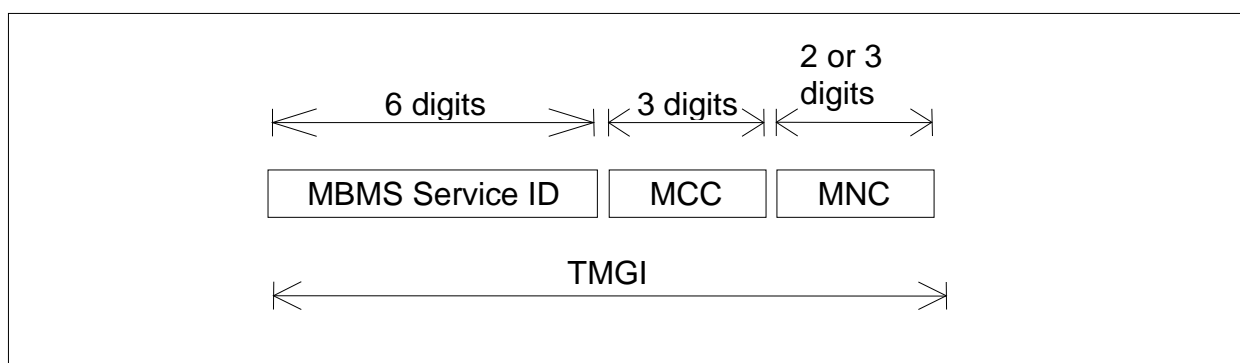 2 or 3
digits
6 digits
3 digits
MBMS Service ID
MCC
MNC
TMGI